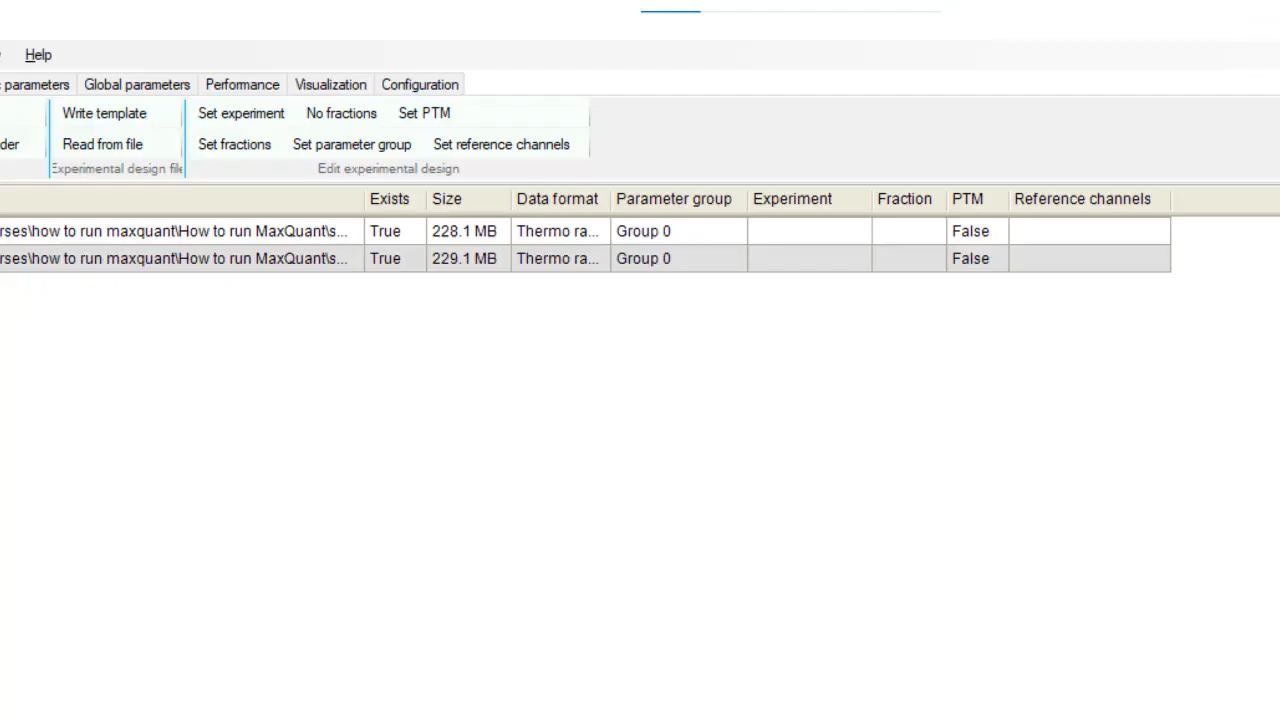 Help
parameters Global parameters Performance Visualization Configuration
Write template Set experiment No fractions Set PTM
der Read from file Set fractions Set parameter group Set reference channels
Experimental design file Edit experimental design
Exists Size Data format Parameter group Experiment Fraction PTM Reference channels
rses\how to run maxquant\How to run MaxQuant\s... True 228.1 MB Thermo ra... Group 0 False
rses\how to run maxquant\How to run MaxQuant\s... True 229.1 MB Thermo ra... Group 0 False